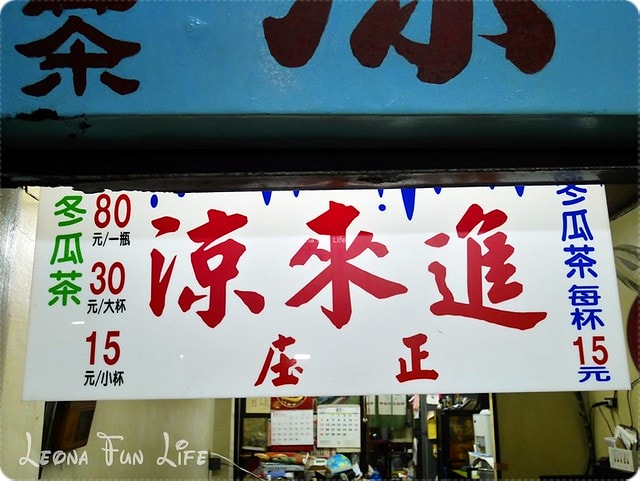 茶
冬瓜茶
80
元/一瓶
30
元/大杯
15
元/小杯
進來涼
正庄
冬瓜茶每杯
15
元
LEONA FUN LIFE